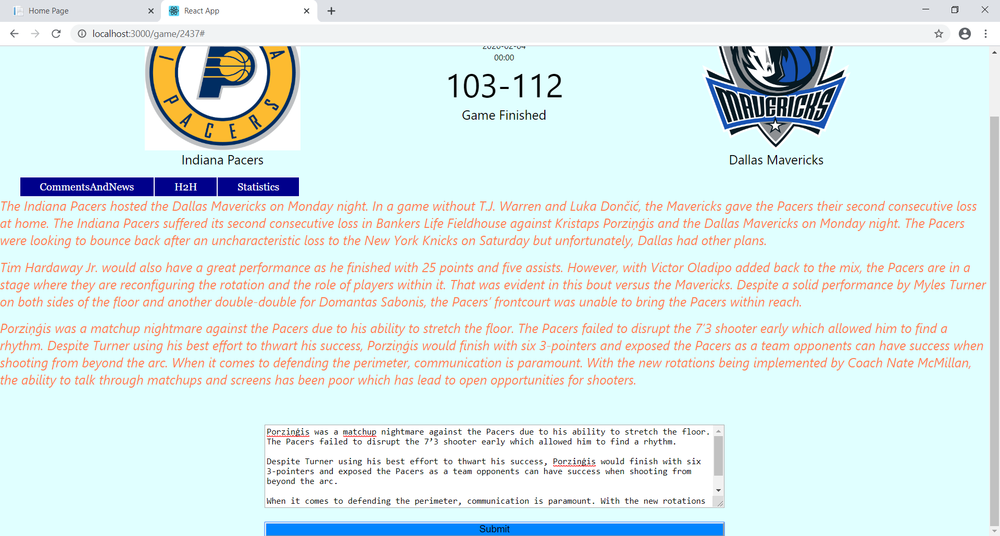 Home Page
React App
localhost:3000/game/2437#
2020-02-04
00:00
103-112
Game Finished
I A
PACERS
MAVERICKS
Indiana Pacers
Dallas Mavericks
CommentsAndNews
H2H
Statistics
The Indiana Pacers hosted the Dallas Mavericks on Monday night. In a game without T.J. Warren and Luka Dončić, the Mavericks gave the Pacers their second consecutive loss
at home. The Indiana Pacers suffered its second consecutive loss in Bankers Life Fieldhouse against Kristaps Porziņģis and the Dallas Mavericks on Monday night. The Pacers
were looking to bounce back after an uncharacteristic loss to the New York Knicks on Saturday but unfortunately, Dallas had other plans.
Tim Hardaway Jr. would also have a great performance as he finished with 25 points and five assists. However, with Victor Oladipo added back to the mix, the Pacers are in a
stage where they are reconfiguring the rotation and the role of players within it. That was evident in this bout versus the Mavericks. Despite a solid performance by Myles Turner
on both sides of the floor and another double-double for Domantas Sabonis, the Pacers’ frontcourt was unable to bring the Pacers within reach.
Porziņģis was a matchup nightmare against the Pacers due to his ability to stretch the floor. The Pacers failed to disrupt the 7’3 shooter early which allowed him to find a
rhythm. Despite Turner using his best effort to thwart his success, Porziņģis would finish with six 3-pointers and exposed the Pacers as a team opponents can have success when
shooting from beyond the arc. When it comes to defending the perimeter, communication is paramount. With the new rotations being implemented by Coach Nate McMillan,
the ability to talk through matchups and screens has been poor which has lead to open opportunities for shooters.
Porziņģis was a matchup nightmare against the Pacers due to his ability to stretch the floor.
The Pacers failed to disrupt the 7’3 shooter early which allowed him to find a rhythm.
Despite Turner using his best effort to thwart his success, Porziņģis would finish with six
3-pointers and exposed the Pacers as a team opponents can have success when shooting from
beyond the arc.
When it comes to defending the perimeter, communication is paramount. With the new rotations
Submit